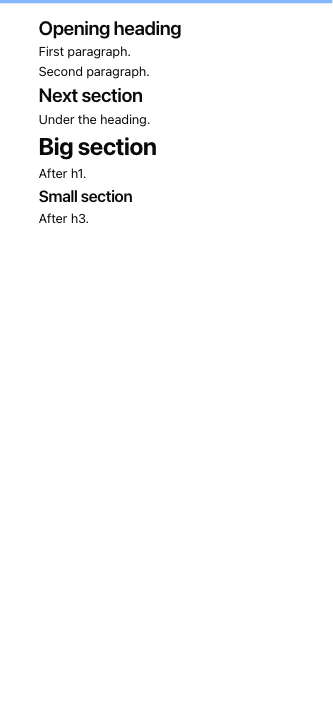 Opening heading
First paragraph.
Second paragraph.
Next section
Under the heading.
Big section
After h1.
Small section
After h3.